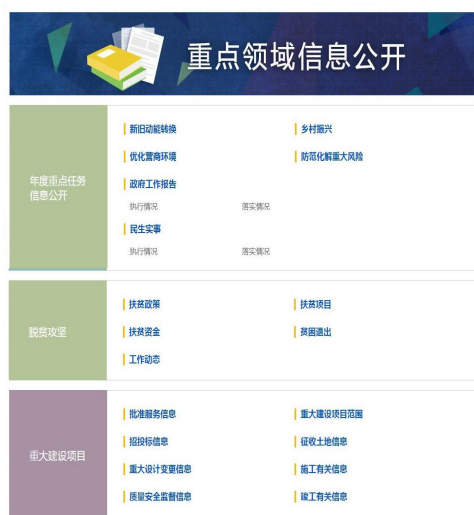 重点领域信息公开
年度重点任务
信息公开
新旧动能转换
乡村振兴
优化营商环境
防范化解重大风险
政府工作报告
执行情况
落实情况
民生实事
执行情况
落实情况
脱贫攻坚
扶贫政策
扶贫项目
扶贫资金
贫困退出
工作动态
重大建设项目
批准服务信息
重大建设项目范围
招投标信息
征收土地信息
重大设计变更信息
施工有关信息
质量安全监督信息
竣工有关信息